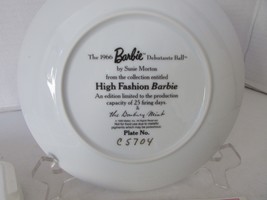 The 1966 Barbie Debutante Ball
by Susie Morton
from the collection entitled
High Fashion Barbie
An edition limited to the production
capacity of 25 firing days
&
The Danbury Mint
Plate No.
C5704